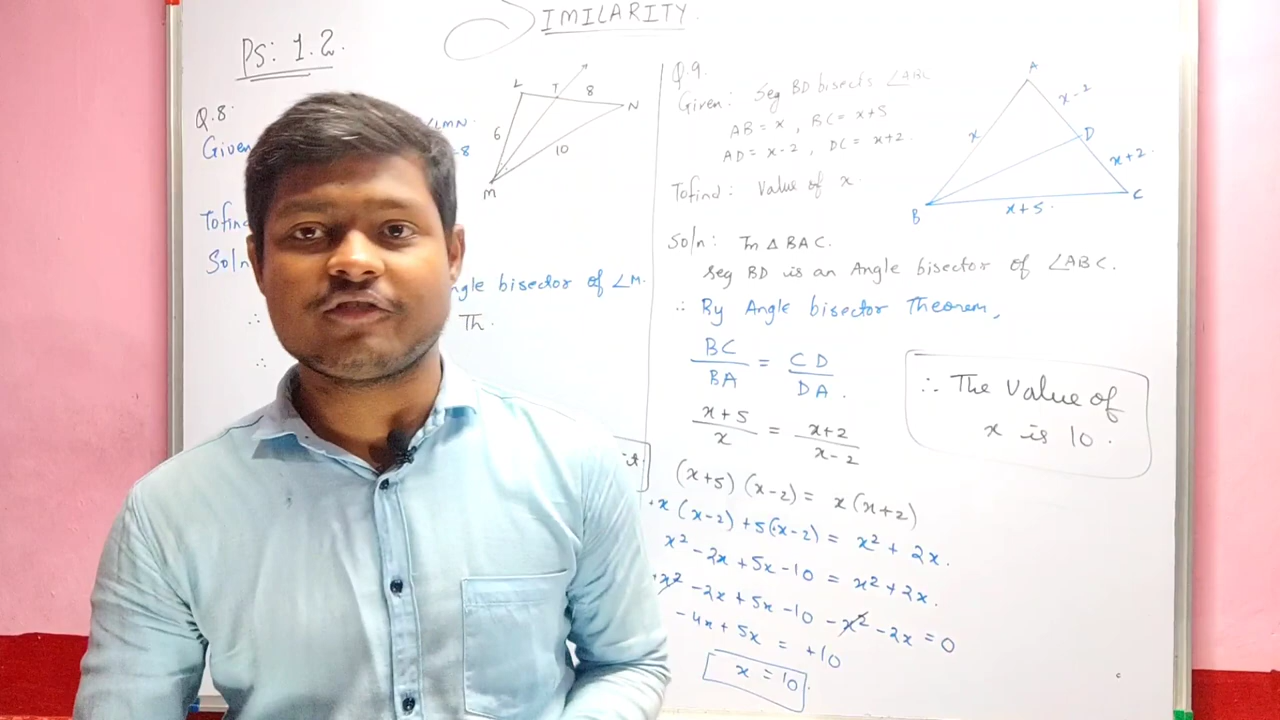 SIMILARITY
PS: 1.2.
Q.8
Given
∠LMN
-8
Tofind
Soln
ngle bisector of ∠M.
∴
Th.
∴
it.
L
T
8
N
6
10
M
Q.9.
Given: Seg BD bisects ∠ABC
AB = x, BC = x+5
AD = x-2, DC = x+2
Tofind: Value of x.
A
x-2
x
D
x+2.
B
x+5.
C
Soln: In △ BAC.
seg BD is an Angle bisector of ∠ABC.
∴ By Angle bisector Theorem,
BC/BA = CD/DA.
x+5/x = x+2/x-2
(x+5) (x-2) = x(x+2)
x(x-2) +5(x-2) = x² + 2x.
x² -2x +5x -10 = x² +2x.
+x² -2x +5x -10 -x² -2x = 0
-4x +5x = +10
x = 10.
∴ The Value of
x is 10.